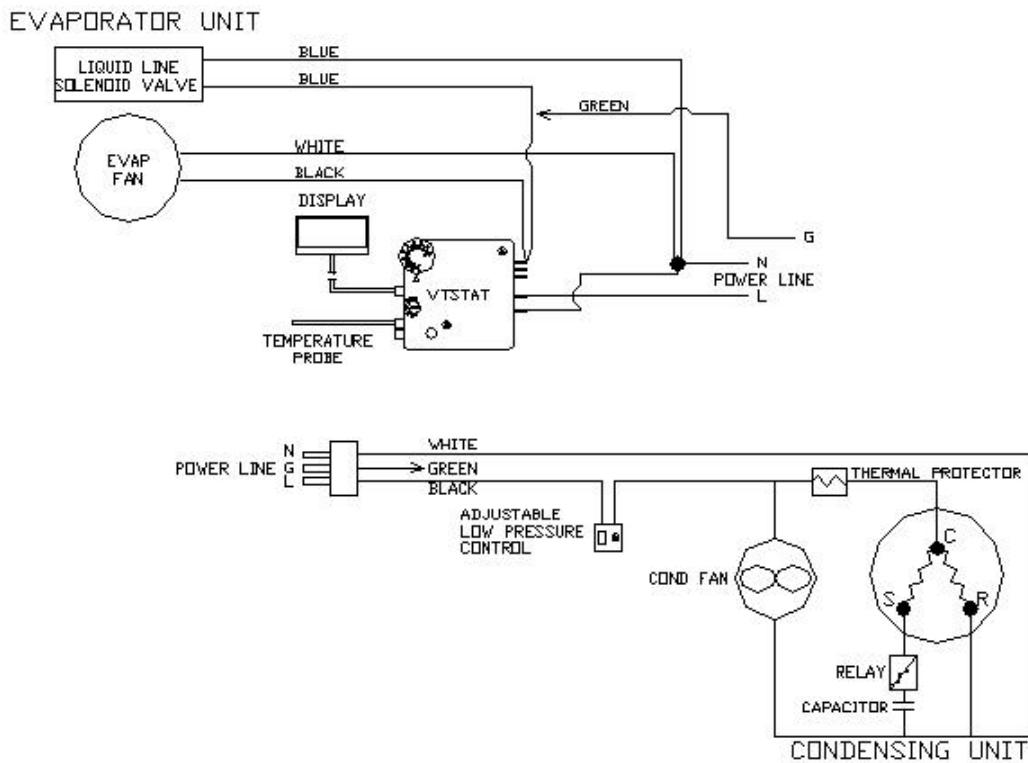 EVAPORATOR UNIT
LIQUID LINE
SOLENOID VALVE
BLUE
BLUE
GREEN
WHITE
EVAP
FAN
BLACK
DISPLAY
G
N
POWER LINE
L
VTSTAT
TEMPERATURE
PROBE
WHITE
N
POWER LINE G
L
GREEN
BLACK
THERMAL PROTECTOR
ADJUSTABLE
LOW PRESSURE
CONTROL
C
COND FAN
S
R
RELAY
CAPACITOR
CONDENSING UNIT